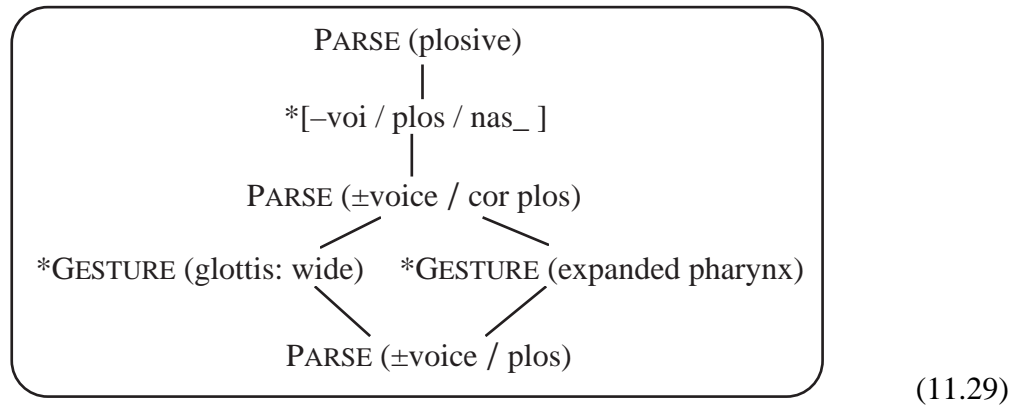 PARSE (plosive)
*[–voi / plos / nas_ ]
PARSE (±voice / cor plos)
*GESTURE (glottis: wide) *GESTURE (expanded pharynx)
PARSE (±voice / plos)
(11.29)